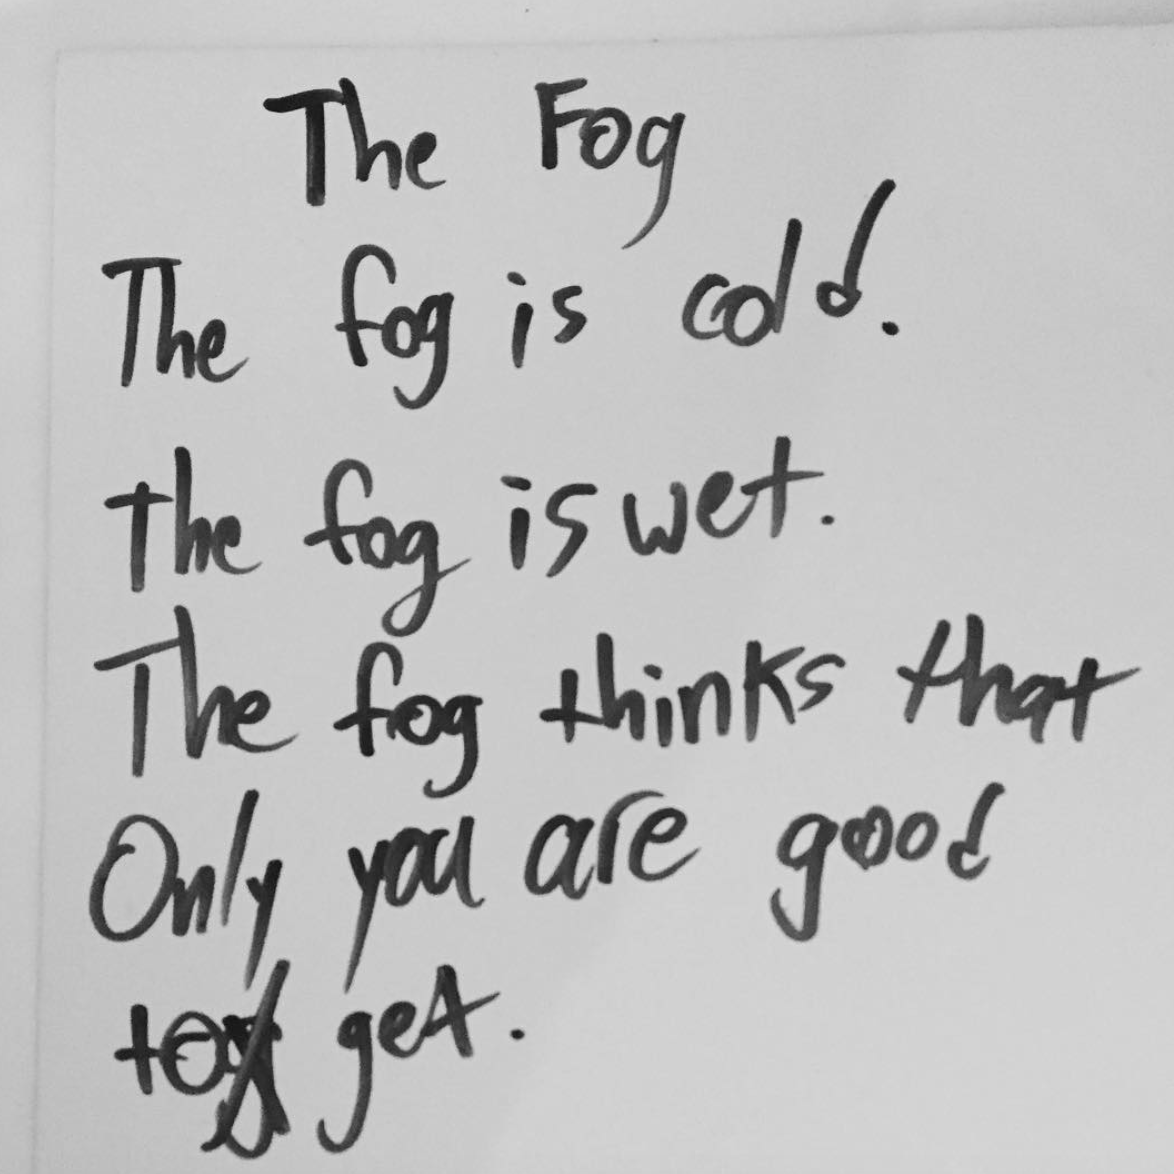 The Fog
The fog is cold.
the fog is wet.
The fog thinks that
Only you are good
to get.